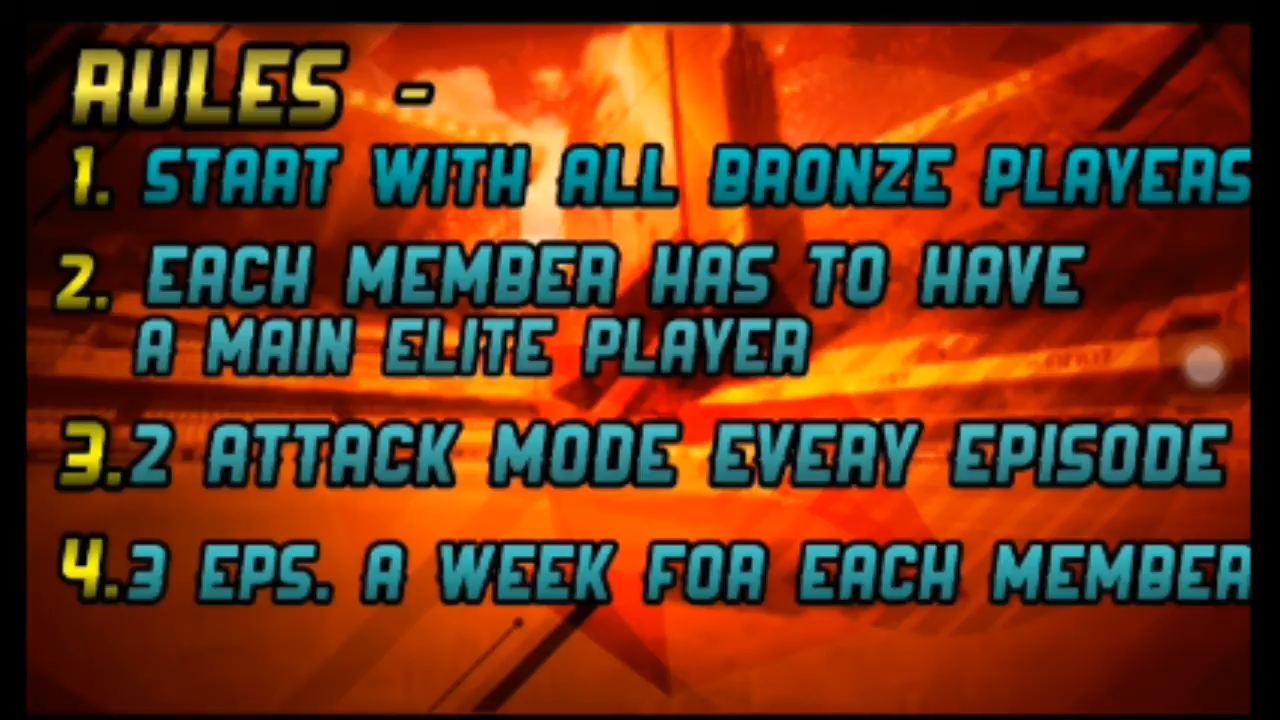 RULES -
1. START WITH ALL BRONZE PLAYERS
2. EACH MEMBER HAS TO HAVE
A MAIN ELITE PLAYER
3. 2 ATTACK MODE EVERY EPISODE
4. 3 EPS. A WEEK FOR EACH MEMBER